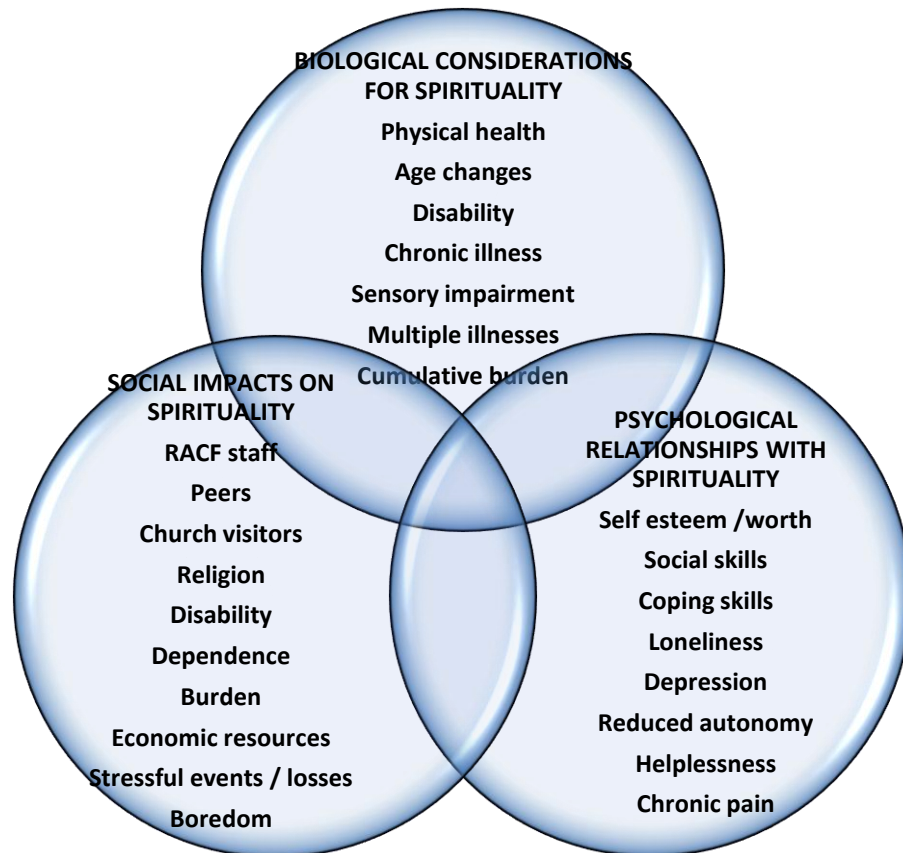 BIOLOGICAL CONSIDERATIONS
FOR SPIRITUALITY
Physical health
Age changes
Disability
Chronic illness
Sensory impairment
Multiple illnesses
Cumulative burden
SOCIAL IMPACTS ON
SPIRITUALITY
RACF staff
Peers
Church visitors
Religion
Disability
Dependence
Burden
Economic resources
Stressful events / losses
Boredom
PSYCHOLOGICAL
RELATIONSHIPS WITH
SPIRITUALITY
Self esteem /worth
Social skills
Coping skills
Loneliness
Depression
Reduced autonomy
Helplessness
Chronic pain